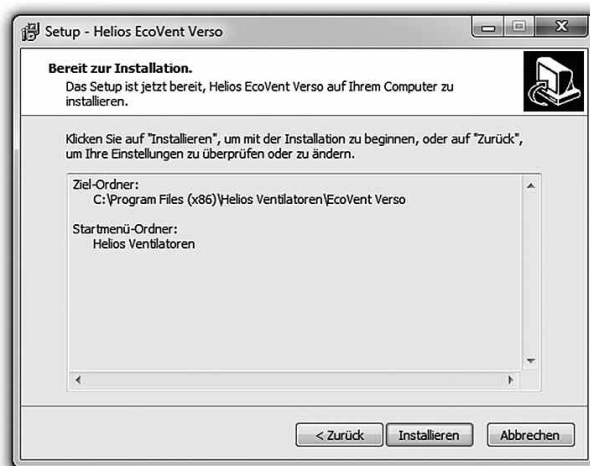 Setup - Helios EcoVent Verso
Bereit zur Installation.
Das Setup ist jetzt bereit, Helios EcoVent Verso auf Ihrem Computer zu
installieren.
Klicken Sie auf "Installieren", um mit der Installation zu beginnen, oder auf "Zurück",
um Ihre Einstellungen zu überprüfen oder zu ändern.
Ziel-Ordner:
C:\Program Files (x86)\Helios Ventilatoren\EcoVent Verso
Startmenü-Ordner:
Helios Ventilatoren
< Zurück Installieren Abbrechen